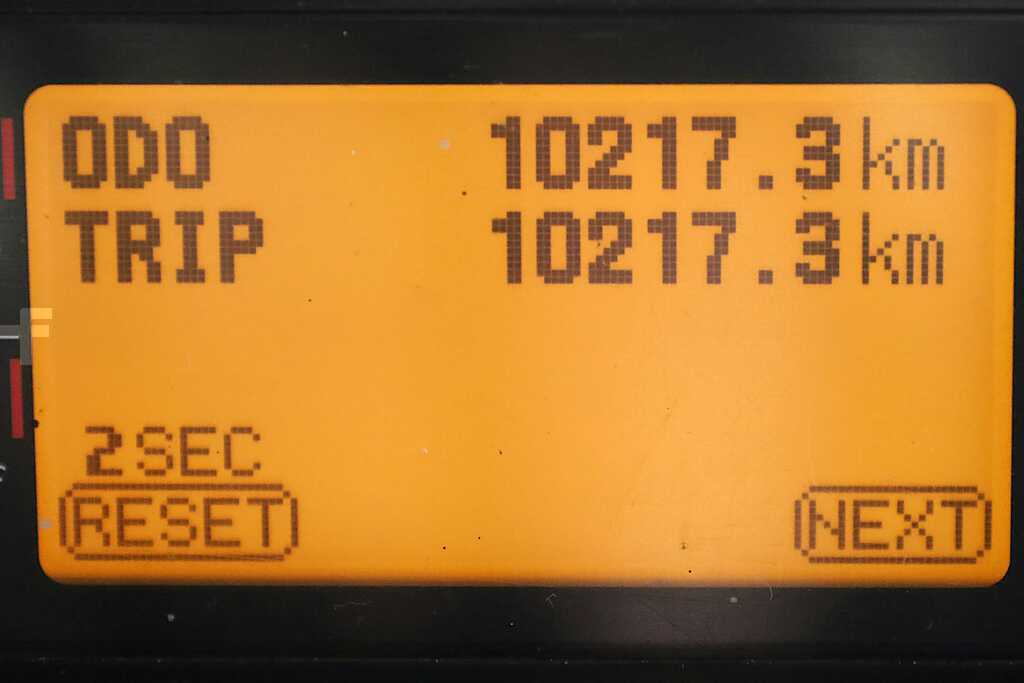 ODO 10217.3 km
TRIP 10217.3 km
2 SEC
RESET NEXT